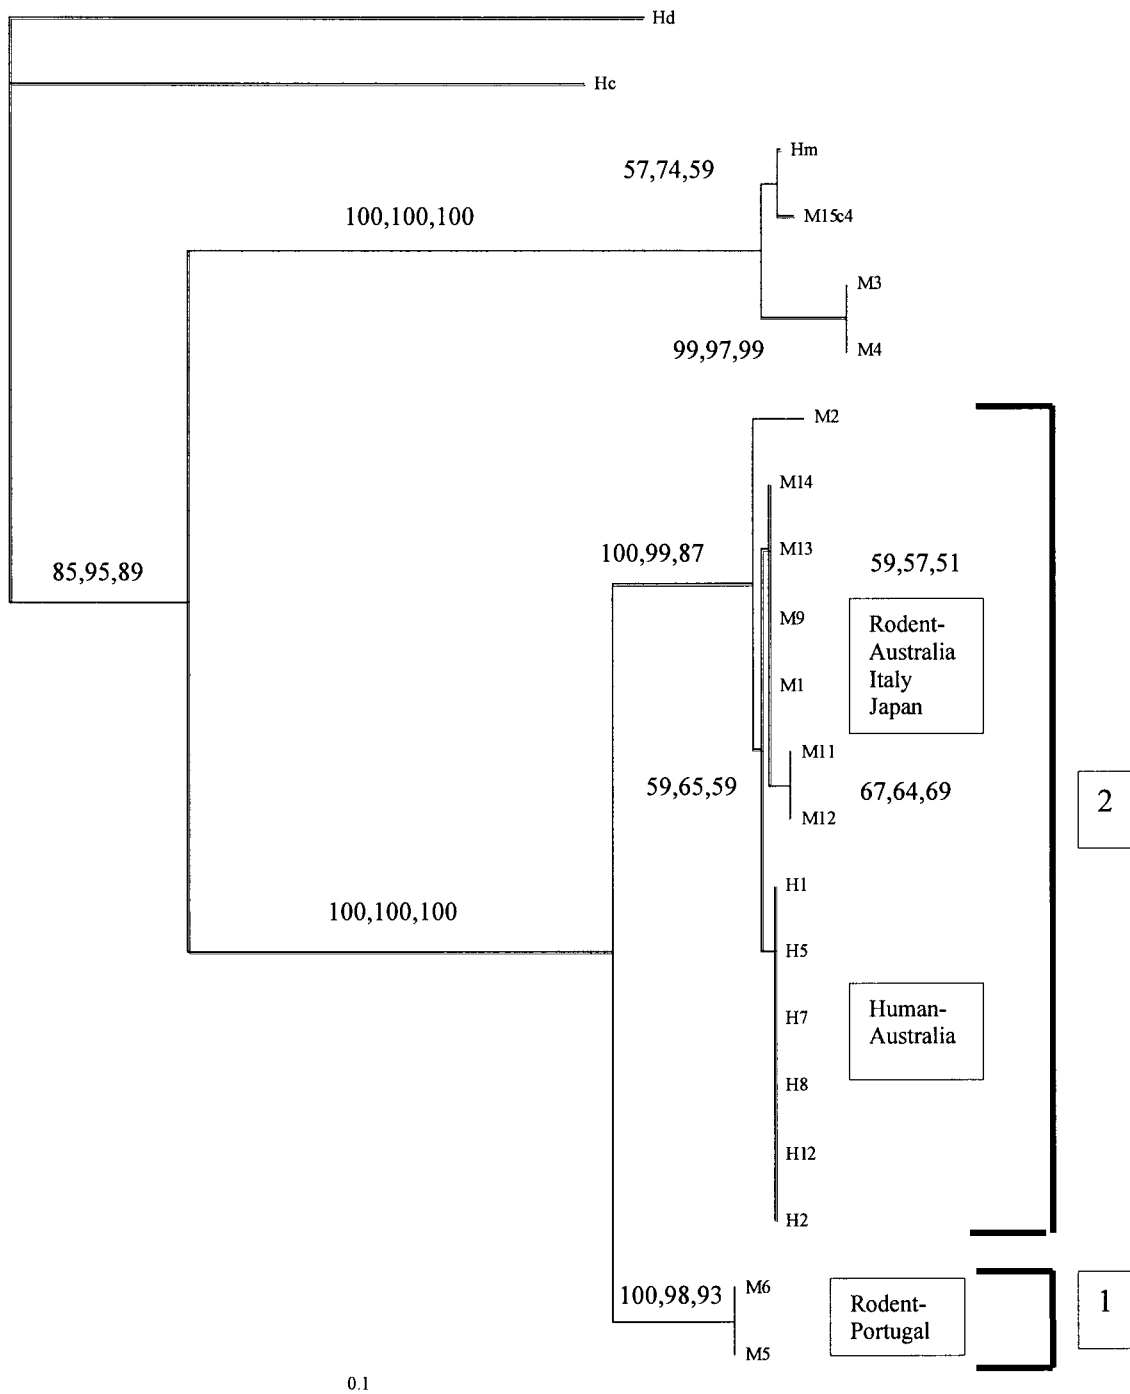 Hd
Hc
Hm
57,74,59
M15c4
100,100,100
M3
99,97,99
M4
M2
M14
100,99,87
M13
59,57,51
85,95,89
M9
Rodent-
Australia
Italy
Japan
M1
M11
59,65,59
67,64,69
M12
2
H1
100,100,100
H5
H7
Human-
Australia
H8
H12
H2
M6
100,98,93
Rodent-
Portugal
1
M5
0.1